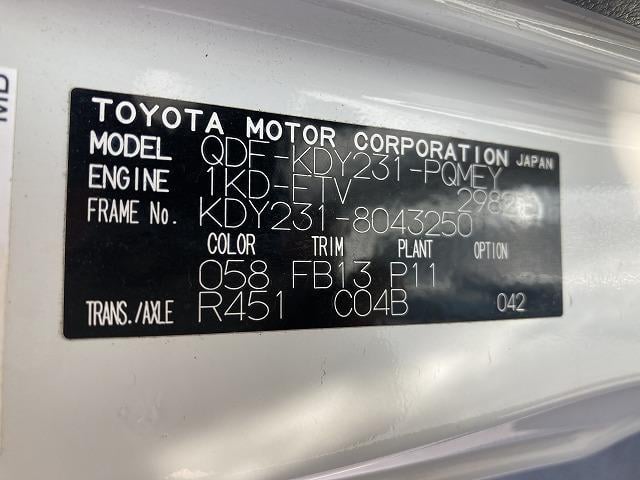 TOYOTA MOTOR CORPORATION JAPAN
MODEL QDF-KDY231-PQMEY
ENGINE 1KD-FTV
FRAME No. KDY231-8043250
COLOR TRIM PLANT OPTION
058 FB13 P11
TRANS./AXLE R451 C04B 042